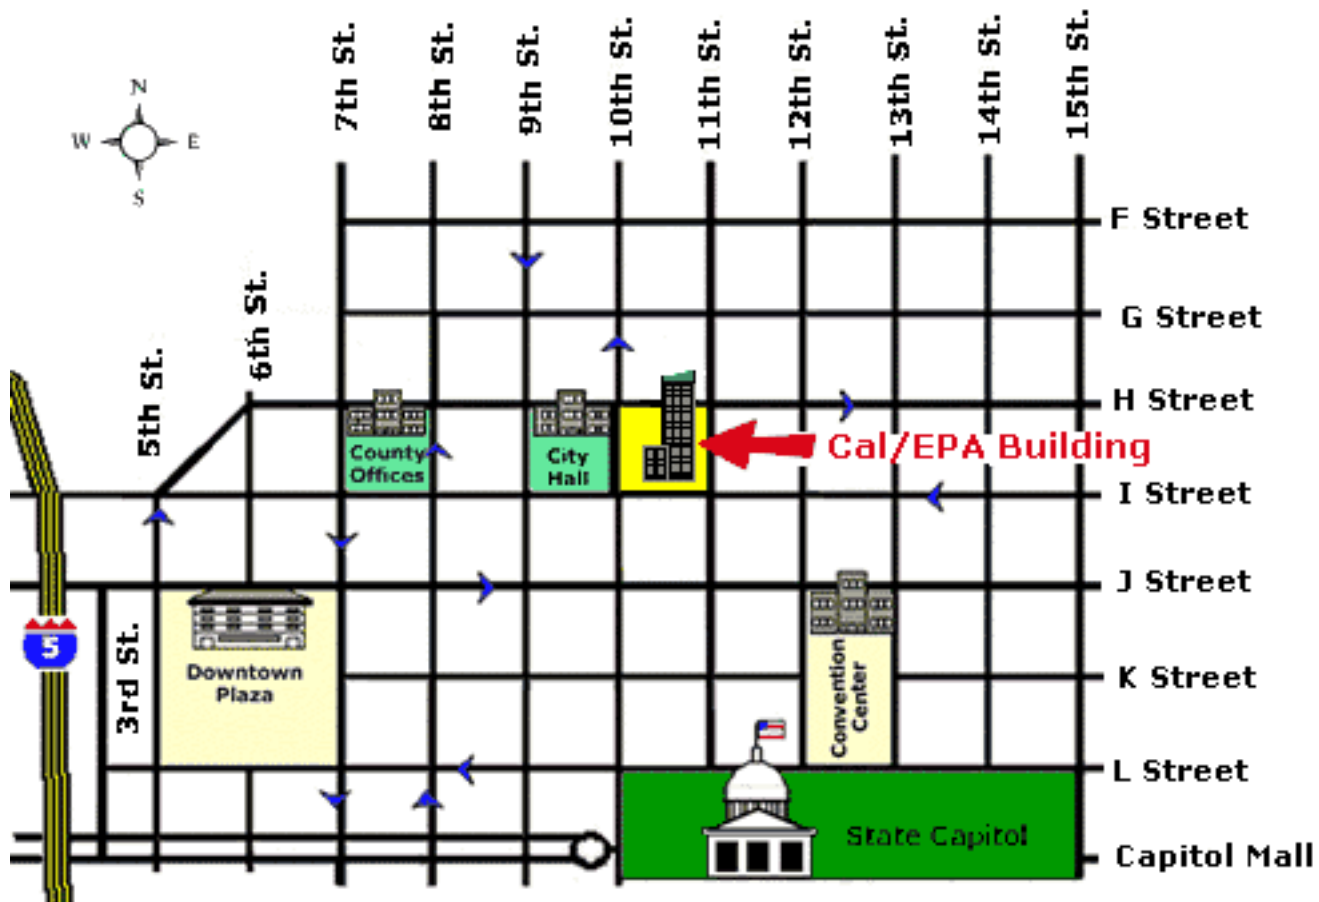 N
W E
S
5th St.
6th St.
7th St.
8th St.
9th St.
10th St.
11th St.
12th St.
13th St.
14th St.
15th St.
F Street
G Street
H Street
Cal/EPA Building
County
Offices
City
Hall
I Street
J Street
5
3rd St.
Downtown
Plaza
Convention
Center
K Street
L Street
State Capitol
Capitol Mall